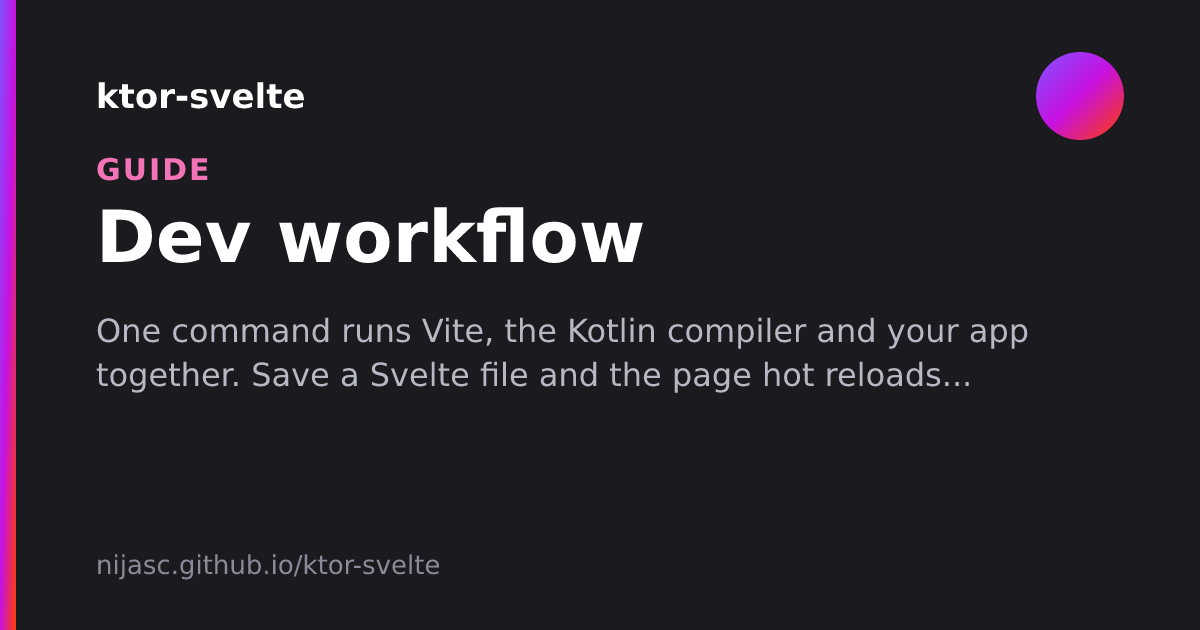 ktor-svelte
GUIDE
Dev workflow
One command runs Vite, the Kotlin compiler and your app
together. Save a Svelte file and the page hot reloads...
nijasc.github.io/ktor-svelte